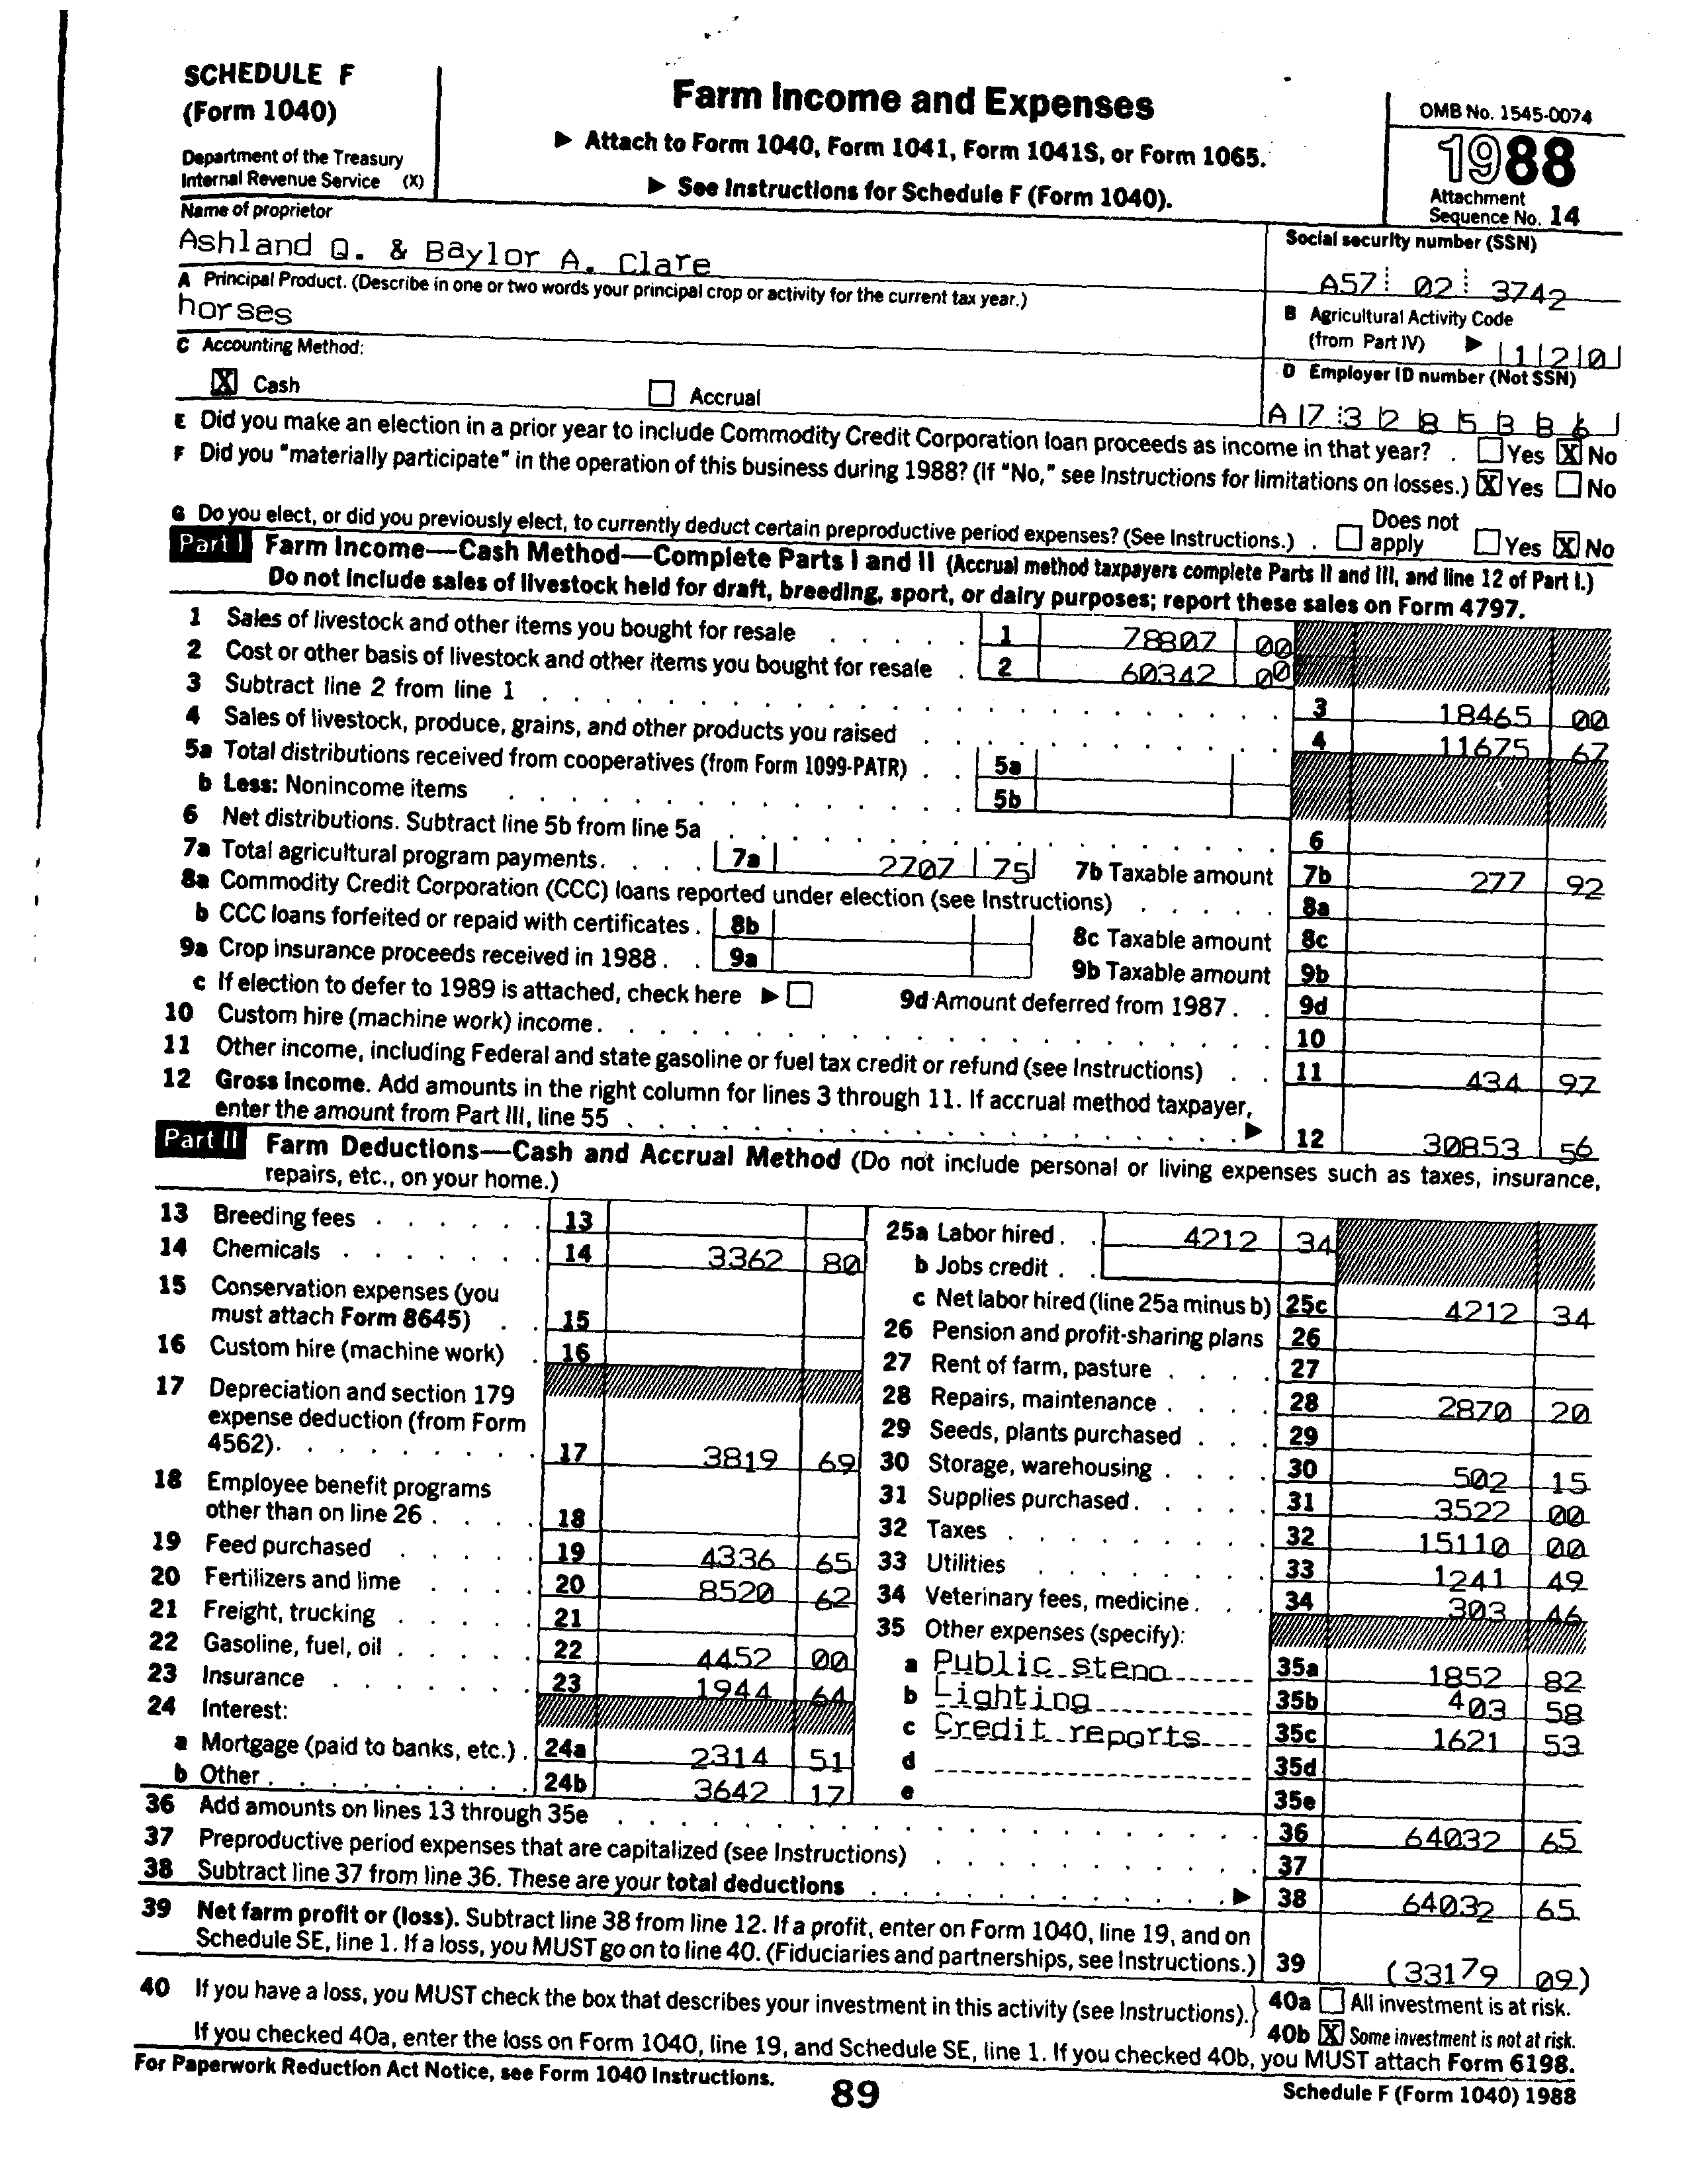 SCHEDULE F
(Form 1040)
Department of the Treasury
Internal Revenue Service (X)
Farm Income and Expenses
▶ Attach to Form 1040, Form 1041, Form 1041S, or Form 1065.
▶ See Instructions for Schedule F (Form 1040).
OMB No. 1545-0074
1988
Attachment
Sequence No. 14
Name of proprietor
Ashland Q. & Baylor A. Clare
Social security number (SSN)
A57 02 3742
A Principal Product. (Describe in one or two words your principal crop or activity for the current tax year.)
horses
B Agricultural Activity Code
(from Part IV) ▶ 120
C Accounting Method:
X Cash Accrual
D Employer ID number (Not SSN)
A73285
E Did you make an election in a prior year to include Commodity Credit Corporation loan proceeds as income in that year? . Yes X No
F Did you "materially participate" in the operation of this business during 1988? (If "No," see Instructions for limitations on losses.) X Yes No
G Do you elect, or did you previously elect, to currently deduct certain preproductive period expenses? (See Instructions.) . Does not apply Yes X No
Part I Farm Income—Cash Method—Complete Parts I and II (Accrual method taxpayers complete Parts II and III, and line 12 of Part I.)
Do not include sales of livestock held for draft, breeding, sport, or dairy purposes; report these sales on Form 4797.
1 Sales of livestock and other items you bought for resale . . . . . 1 78807 00
2 Cost or other basis of livestock and other items you bought for resale . 2 60342 00
3 Subtract line 2 from line 1 . . . . . 3 18465 00
4 Sales of livestock, produce, grains, and other products you raised . . . . . 4 11675 67
5a Total distributions received from cooperatives (from Form 1099-PATR) . . 5a
b Less: Nonincome items . . . . . 5b
6 Net distributions. Subtract line 5b from line 5a . . . . . 6
7a Total agricultural program payments. . . . . 7a 2707 75 7b Taxable amount 7b 277 92
8a Commodity Credit Corporation (CCC) loans reported under election (see Instructions) . . . . . 8a
b CCC loans forfeited or repaid with certificates . 8b 8c Taxable amount 8c
9a Crop insurance proceeds received in 1988 . . 9a 9b Taxable amount 9b
c If election to defer to 1989 is attached, check here ▶ 9d Amount deferred from 1987 . . 9d
10 Custom hire (machine work) income . . . . . 10
11 Other income, including Federal and state gasoline or fuel tax credit or refund (see Instructions) . . 11 434 97
12 Gross income. Add amounts in the right column for lines 3 through 11. If accrual method taxpayer,
enter the amount from Part III, line 55 . . . . . ▶ 12 30853 56
Part II Farm Deductions—Cash and Accrual Method (Do not include personal or living expenses such as taxes, insurance,
repairs, etc., on your home.)
13 Breeding fees . . . . . . 13
14 Chemicals . . . . . . . 14 3362 80
15 Conservation expenses (you
must attach Form 8645) . . 15
16 Custom hire (machine work) . 16
17 Depreciation and section 179
expense deduction (from Form
4562). . . . . . . . 17 3819 69
18 Employee benefit programs
other than on line 26 . . . . 18
19 Feed purchased . . . . . 19 4336 65
20 Fertilizers and lime . . . . 20 8520 62
21 Freight, trucking . . . . . 21
22 Gasoline, fuel, oil . . . . . 22 4452 00
23 Insurance . . . . . . . 23 1944 64
24 Interest:
a Mortgage (paid to banks, etc.) . 24a 2314 51
b Other . . . . . . . . 24b 3642 17
25a Labor hired . . 4212 34
b Jobs credit . .
c Net labor hired (line 25a minus b) 25c 4212 34
26 Pension and profit-sharing plans 26
27 Rent of farm, pasture . . . . 27
28 Repairs, maintenance . . . . 28 2870 20
29 Seeds, plants purchased . . . 29
30 Storage, warehousing . . . . 30 502 15
31 Supplies purchased . . . . . 31 3522 00
32 Taxes . . . . . . . . 32 15110 00
33 Utilities . . . . . . . 33 1241 49
34 Veterinary fees, medicine . . . 34 303 46
35 Other expenses (specify):
a Public steno 35a 1852 82
b Lighting 35b 403 58
c Credit reports 35c 1621 53
d 35d
e 35e
36 Add amounts on lines 13 through 35e . . . . . 36 64032 65
37 Preproductive period expenses that are capitalized (see Instructions) . . . . . 37
38 Subtract line 37 from line 36. These are your total deductions . . . . . ▶ 38 64032 65
39 Net farm profit or (loss). Subtract line 38 from line 12. If a profit, enter on Form 1040, line 19, and on
Schedule SE, line 1. If a loss, you MUST go on to line 40. (Fiduciaries and partnerships, see Instructions.) 39 (33179 09)
40 If you have a loss, you MUST check the box that describes your investment in this activity (see Instructions). 40a All investment is at risk.
40b X Some investment is not at risk.
If you checked 40a, enter the loss on Form 1040, line 19, and Schedule SE, line 1. If you checked 40b, you MUST attach Form 6198.
For Paperwork Reduction Act Notice, see Form 1040 Instructions.
89
Schedule F (Form 1040) 1988